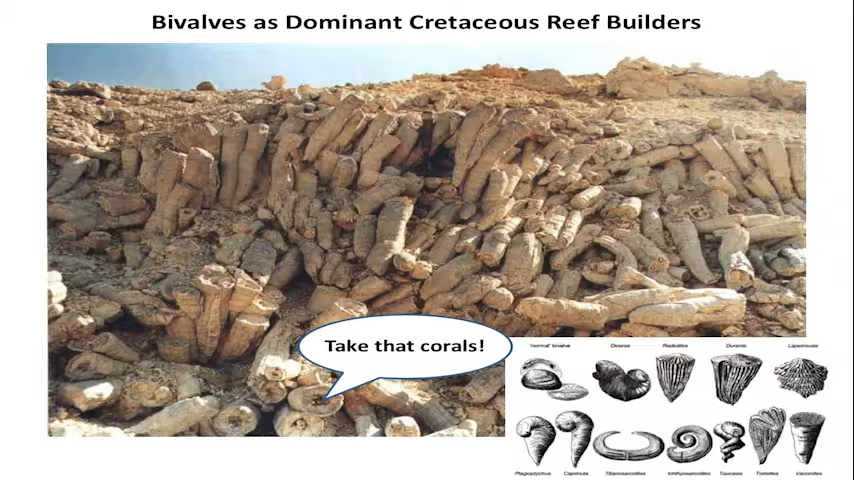 Bivalves as Dominant Cretaceous Reef Builders
Take that corals!
'normal' bivalve Diceras Radiolites Durania Lapeirousia
Plagioptychus Caprinula Titanosarcolites Ichthyosarcolites Toucasia Torreites Vaccinites